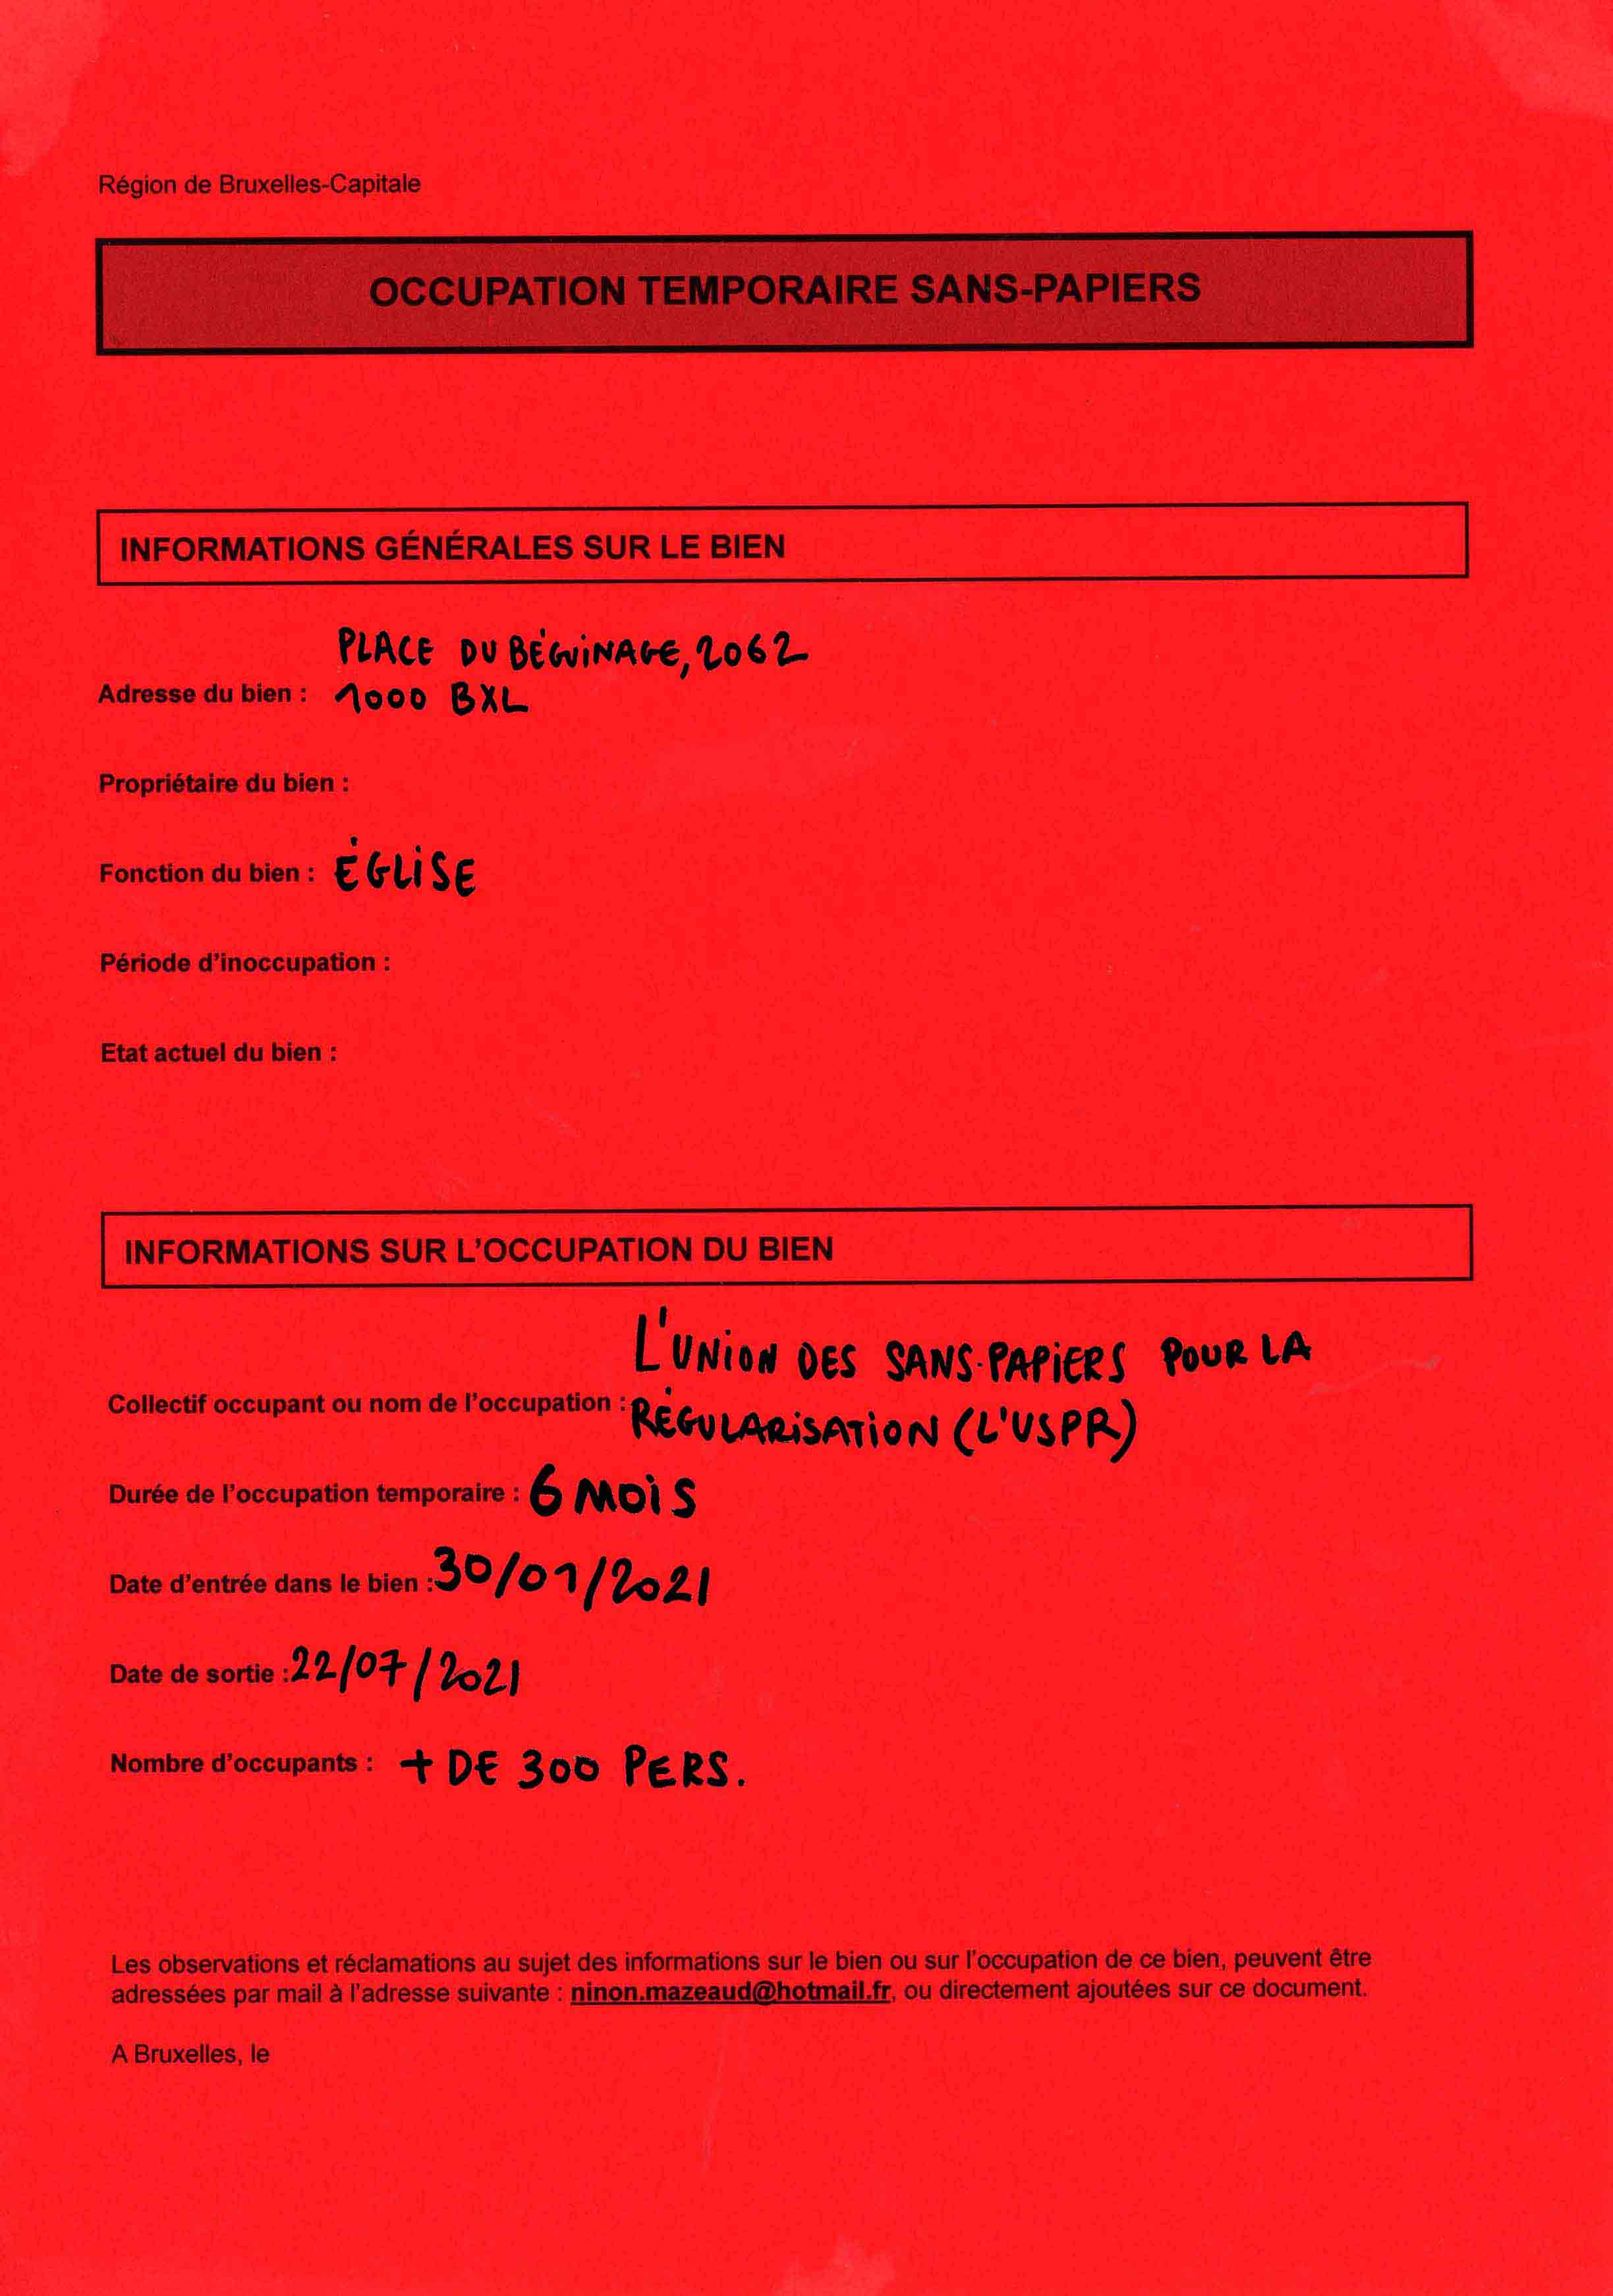 Région de Bruxelles-Capitale
OCCUPATION TEMPORAIRE SANS-PAPIERS
INFORMATIONS GÉNÉRALES SUR LE BIEN
PLACE DU BÉGUINAGE, 2062
Adresse du bien : 1000 BXL
Propriétaire du bien :
Fonction du bien : ÉGLISE
Période d'inoccupation :
Etat actuel du bien :
INFORMATIONS SUR L'OCCUPATION DU BIEN
L'UNION DES SANS-PAPIERS POUR LA
Collectif occupant ou nom de l'occupation : RÉGULARISATION (L'USPR)
Durée de l'occupation temporaire : 6 MOIS
Date d'entrée dans le bien : 30/01/2021
Date de sortie : 22/07/2021
Nombre d'occupants : + DE 300 PERS.
Les observations et réclamations au sujet des informations sur le bien ou sur l'occupation de ce bien, peuvent être
adressées par mail à l'adresse suivante : ninon.mazeaud@hotmail.fr, ou directement ajoutées sur ce document.
A Bruxelles, le